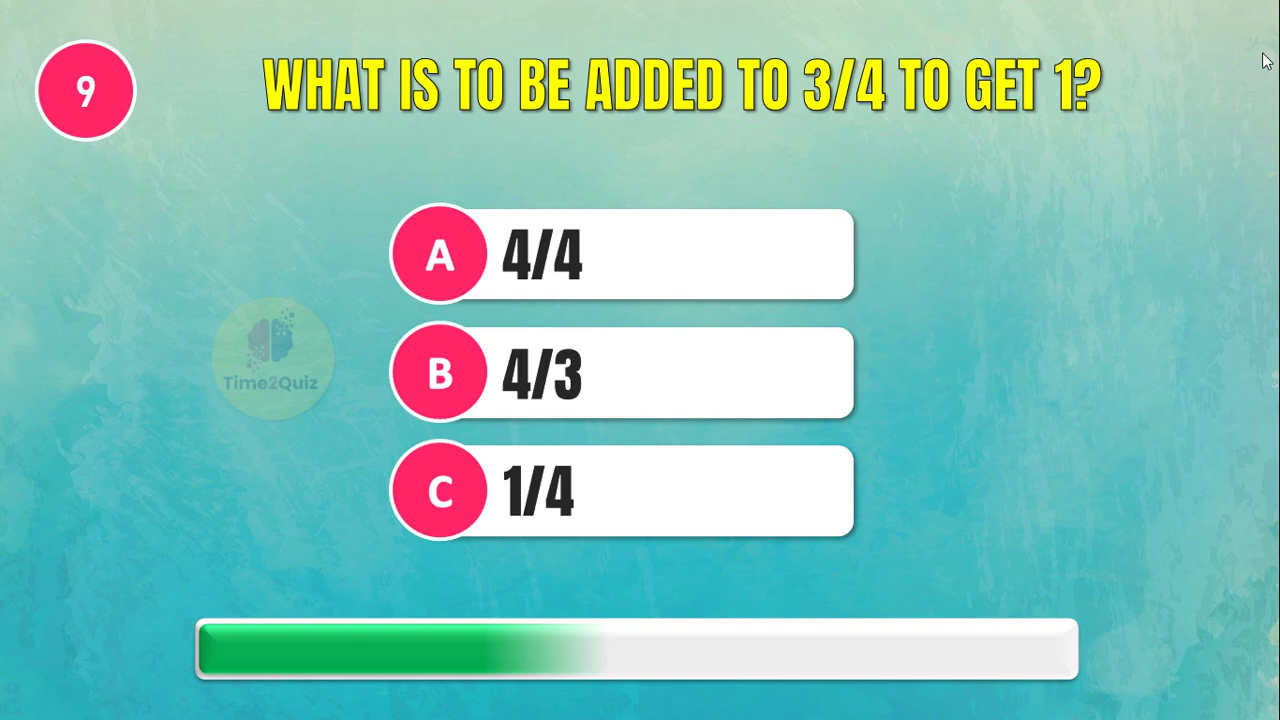 9
WHAT IS TO BE ADDED TO 3/4 TO GET 1?
A 4/4
B 4/3
Time2Quiz
C 1/4